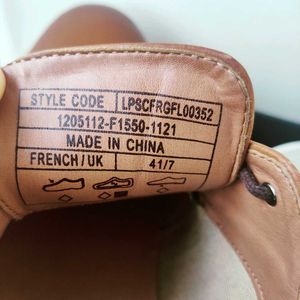 STYLE CODE LPSCFRGFL00352
1205112-F1550-1121
MADE IN CHINA
FRENCH/UK 41/7